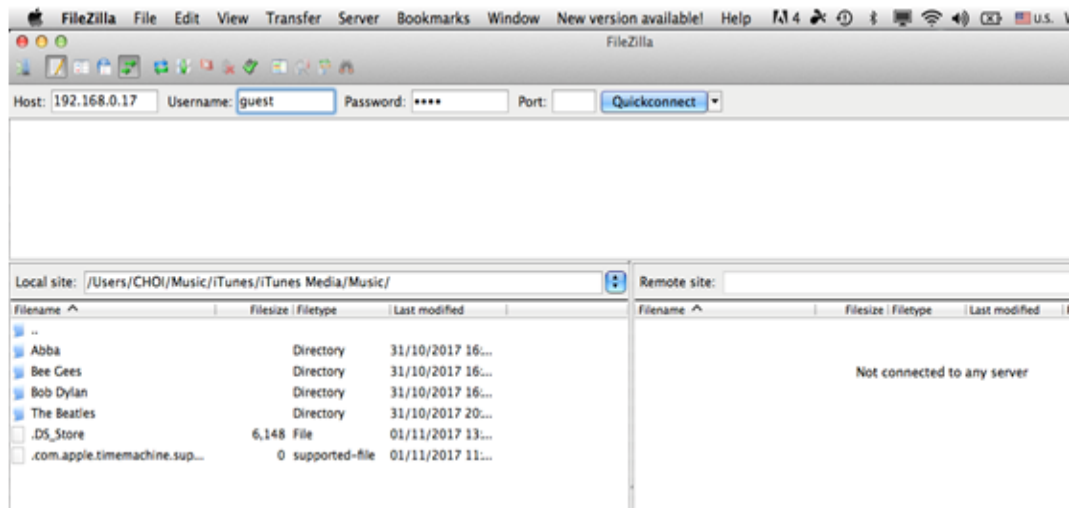 FileZilla File Edit View Transfer Server Bookmarks Window New version available! Help 4 U.S.
FileZilla
Host: 192.168.0.17 Username: guest Password: •••• Port: Quickconnect
Local site: /Users/CHOI/Music/iTunes/iTunes Media/Music/ Remote site:
Filename Filesize Filetype Last modified Filename Filesize Filetype Last modified
..
Abba Directory 31/10/2017 16:...
Bee Gees Directory 31/10/2017 16:... Not connected to any server
Bob Dylan Directory 31/10/2017 16:...
The Beatles Directory 31/10/2017 20:...
.DS_Store 6,148 File 01/11/2017 13:...
.com.apple.timemachine.sup... 0 supported-file 01/11/2017 11:...